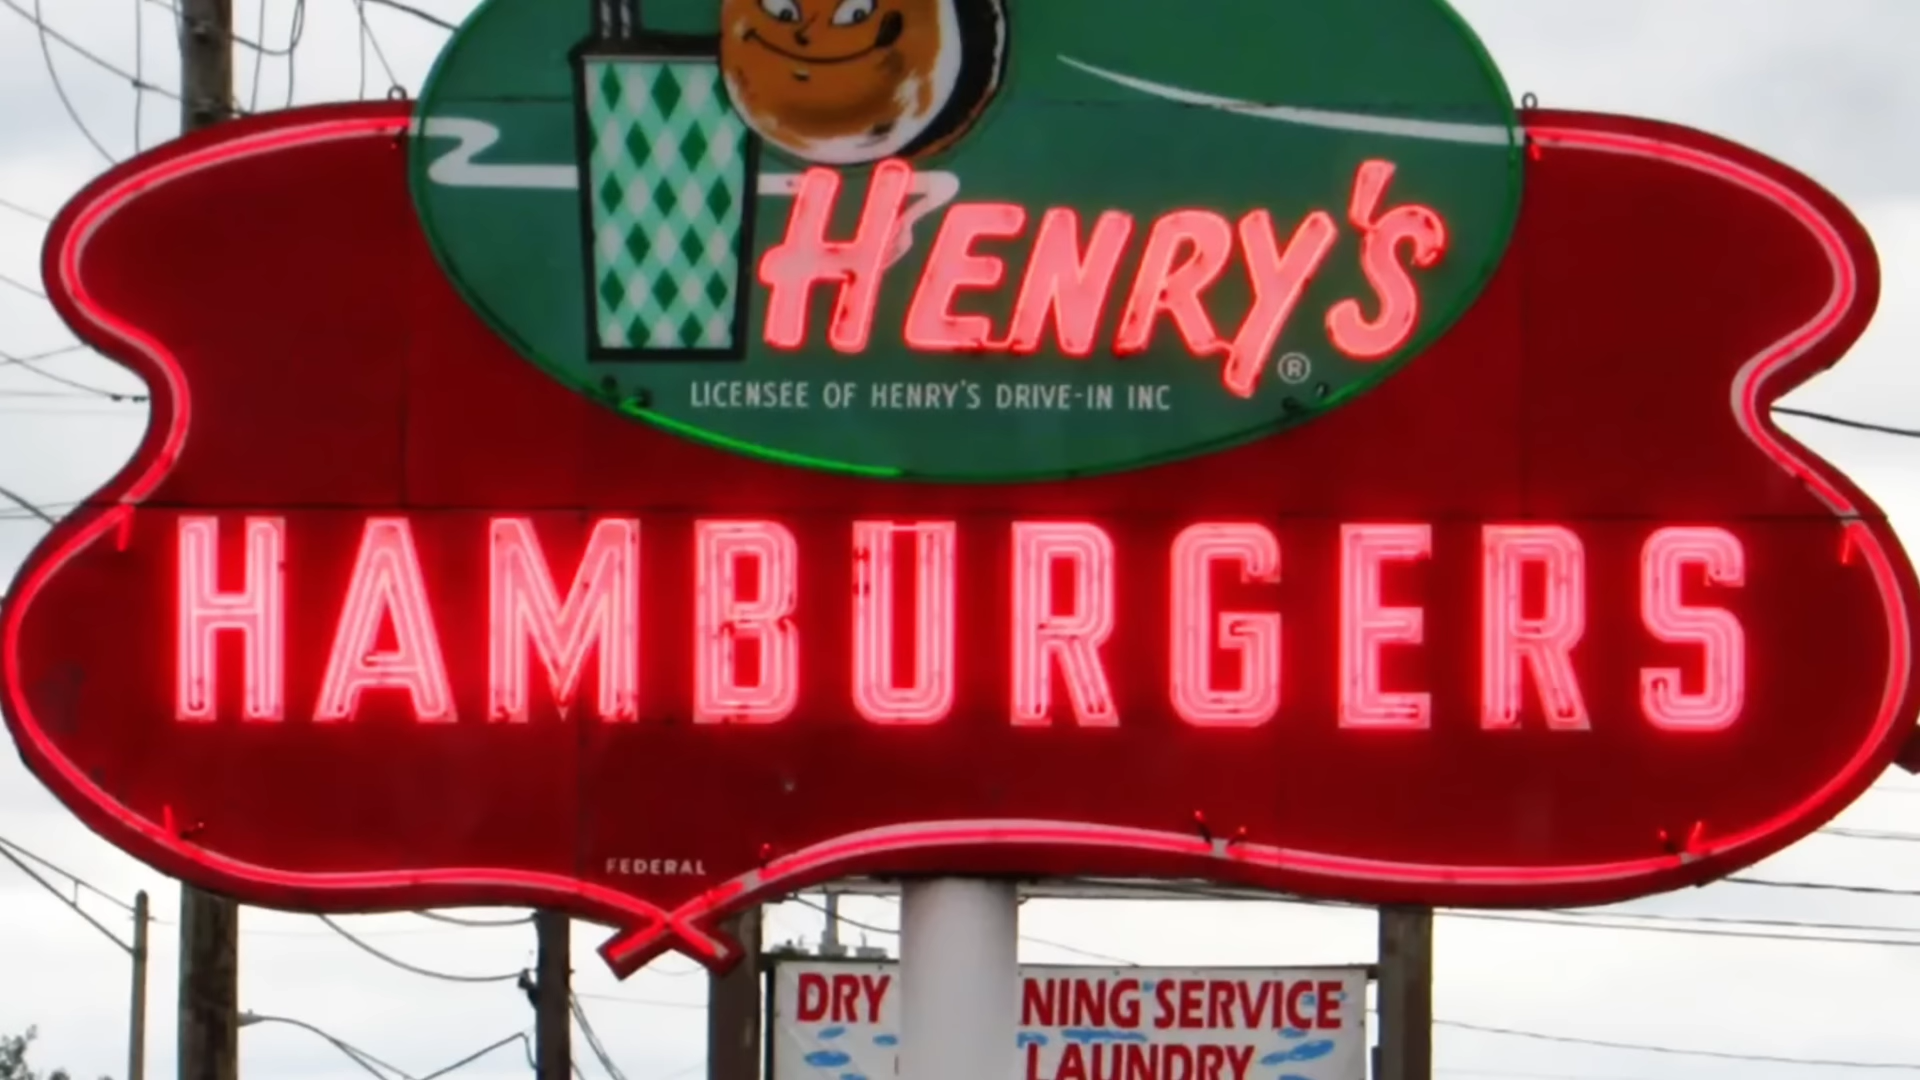 HENRY'S
®
LICENSEE OF HENRY'S DRIVE-IN INC
HAMBURGERS
FEDERAL
DRY NING SERVICE
LAUNDRY